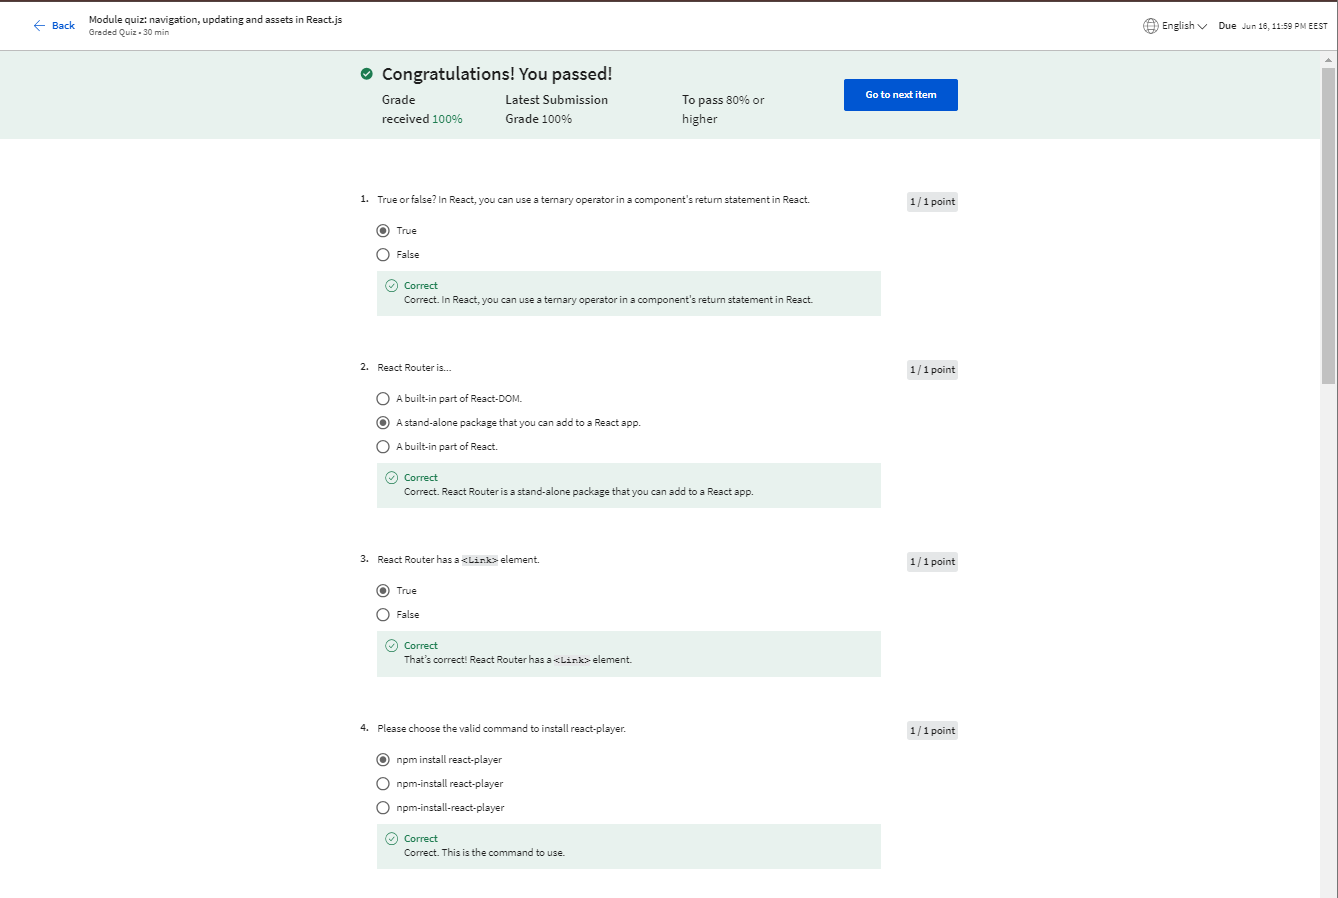 Back
Module quiz: navigation, updating and assets in React.js
Graded Quiz • 30 min
English
Due Jun 16, 11:59 PM EEST
Congratulations! You passed!
Grade received 100%
Latest Submission Grade 100%
To pass 80% or higher
Go to next item
1. True or false? In React, you can use a ternary operator in a component's return statement in React.
1 / 1 point
True
False
Correct
Correct. In React, you can use a ternary operator in a component's return statement in React.
2. React Router is...
1 / 1 point
A built-in part of React-DOM.
A stand-alone package that you can add to a React app.
A built-in part of React.
Correct
Correct. React Router is a stand-alone package that you can add to a React app.
3. React Router has a <Link> element.
1 / 1 point
True
False
Correct
That's correct! React Router has a <Link> element.
4. Please choose the valid command to install react-player.
1 / 1 point
npm install react-player
npm-install react-player
npm-install-react-player
Correct
Correct. This is the command to use.